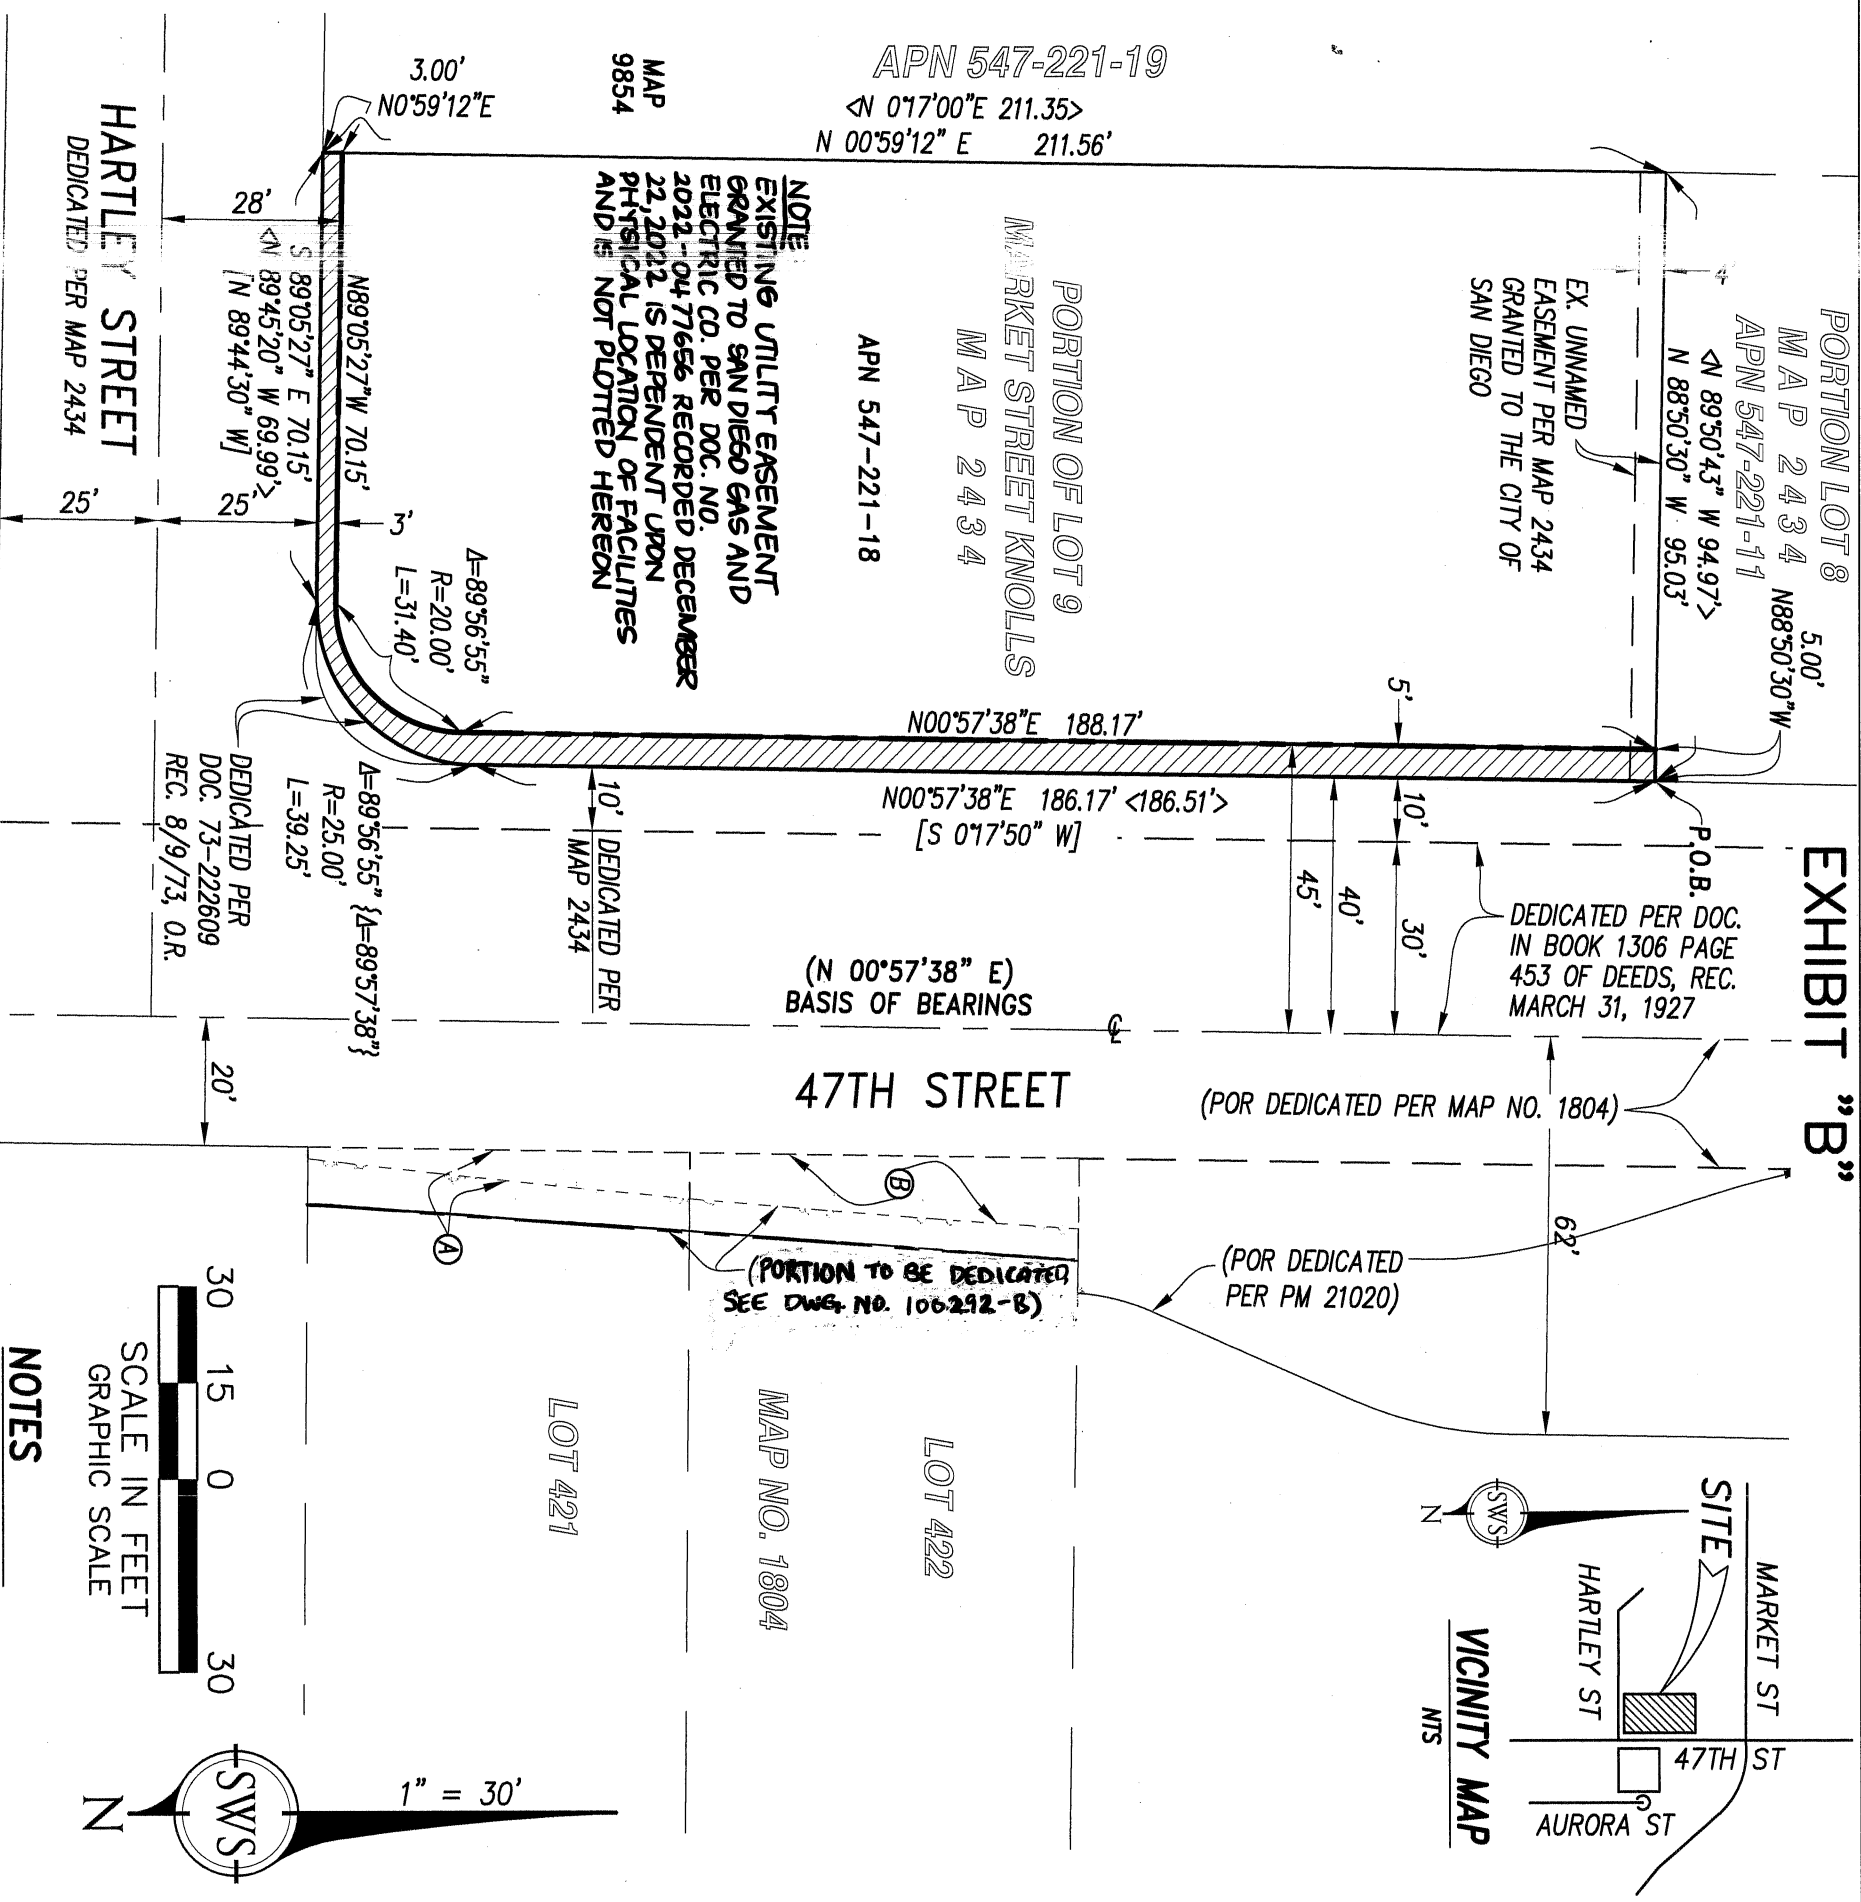 EXHIBIT "B"
PORTION LOT 8
MAP 2434
APN 547-221-11
<N 89°50'43" W 94.97'>
N 88°50'30" W 95.03'
5.00'
N88°50'30"W
4'
EX. UNNAMED
EASEMENT PER MAP 2434
GRANTED TO THE CITY OF
SAN DIEGO
P.O.B.
DEDICATED PER DOC.
IN BOOK 1306 PAGE
453 OF DEEDS, REC.
MARCH 31, 1927
APN 547-221-19
<N 0°17'00"E 211.35>
N 00°59'12" E 211.56'
MAP
9854
3.00'
N0°59'12"E
PORTION OF LOT 9
MARKET STREET KNOLLS
MAP 2434
APN 547-221-18
NOTE
EXISTING UTILITY EASEMENT
GRANTED TO SAN DIEGO GAS AND
ELECTRIC CO. PER DOC. NO.
2022-0477656 RECORDED DECEMBER
22, 2022 IS DEPENDENT UPON
PHYSICAL LOCATION OF FACILITIES
AND IS NOT PLOTTED HEREON
5'
10'
30'
40'
45'
N00°57'38"E 188.17'
N00°57'38"E 186.17' <186.51'>
[S 0°17'50" W]
Δ=89°56'55"
R=20.00'
L=31.40'
N89°05'27"W 70.15'
S 89°05'27" E 70.15'
<N 89°45'20" W 69.99'>
[N 89°44'30" W]
28'
3'
25'
25'
HARTLEY STREET
DEDICATED PER MAP 2434
10'
DEDICATED PER
MAP 2434
Δ=89°56'55" {Δ=89°57'38"}
R=25.00'
L=39.25'
DEDICATED PER
DOC. 73-222609
REC. 8/9/73, O.R.
(N 00°57'38" E)
BASIS OF BEARINGS
℄
47TH STREET
20'
(POR DEDICATED PER MAP NO. 1804)
62'
(POR DEDICATED
PER PM 21020)
B
A
(PORTION TO BE DEDICATED,
SEE DWG. NO. 100292-B)
LOT 422
MAP NO. 1804
LOT 421
SITE
MARKET ST
HARTLEY ST
47TH ST
AURORA ST
SWS
N
VICINITY MAP
NTS
30 15 0 30
SCALE IN FEET
GRAPHIC SCALE
1" = 30'
SWS
N
NOTES